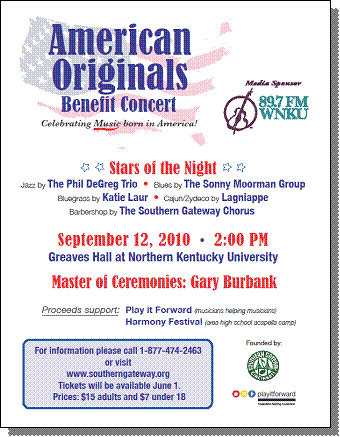 American
Originals
Benefit Concert
Celebrating Music born in America!
Media Sponsor
89.7 FM
WNKU
Stars of the Night
Jazz by The Phil DeGreg Trio • Blues by The Sonny Moorman Group
Bluegrass by Katie Laur • Cajun/Zydeco by Lagniappe
Barbershop by The Southern Gateway Chorus
September 12, 2010 • 2:00 PM
Greaves Hall at Northern Kentucky University
Master of Ceremonies: Gary Burbank
Proceeds support: Play it Forward (musicians helping musicians)
Harmony Festival (area high school acapella camp)
For information please call 1-877-474-2463
or visit
www.southerngateway.org
Tickets will be available June 1.
Prices: $15 adults and $7 under 18
Founded by:
playitforward
musicians helping musicians